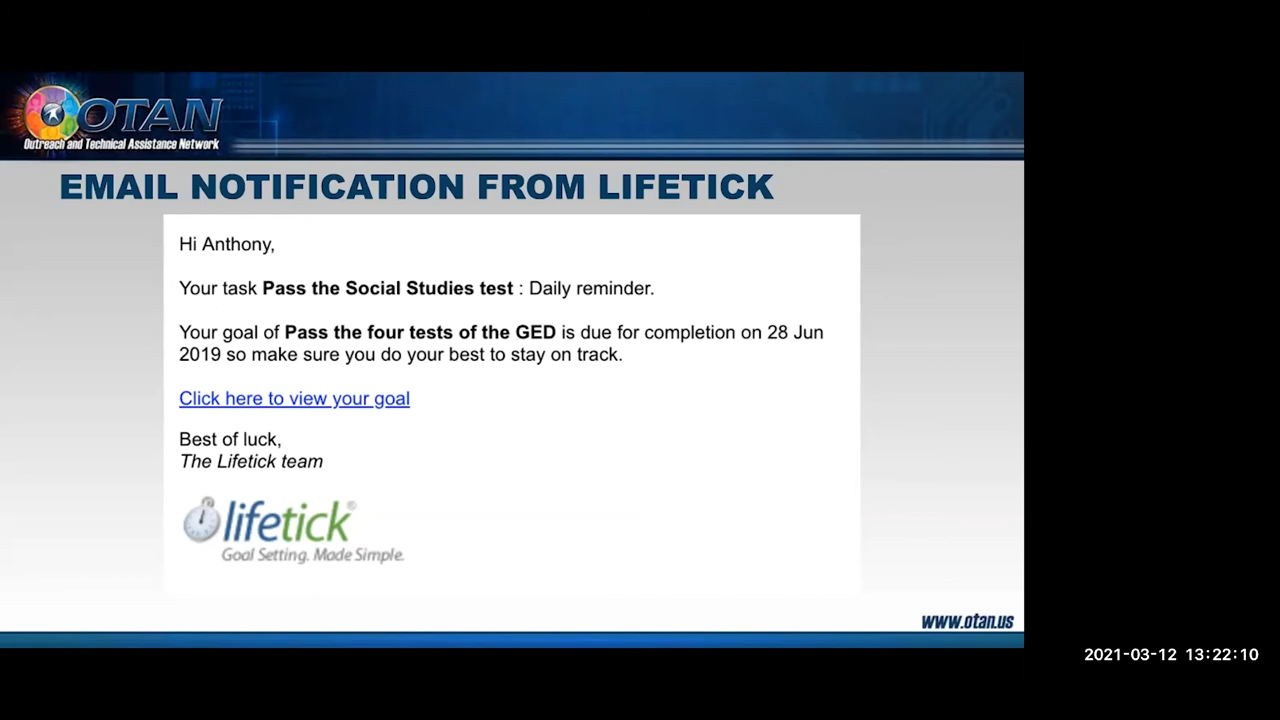 OTAN
Outreach and Technical Assistance Network
EMAIL NOTIFICATION FROM LIFETICK
Hi Anthony,
Your task Pass the Social Studies test : Daily reminder.
Your goal of Pass the four tests of the GED is due for completion on 28 Jun
2019 so make sure you do your best to stay on track.
Click here to view your goal
Best of luck,
The Lifetick team
lifetick®
Goal Setting. Made Simple.
www.otan.us
2021-03-12 13:22:10